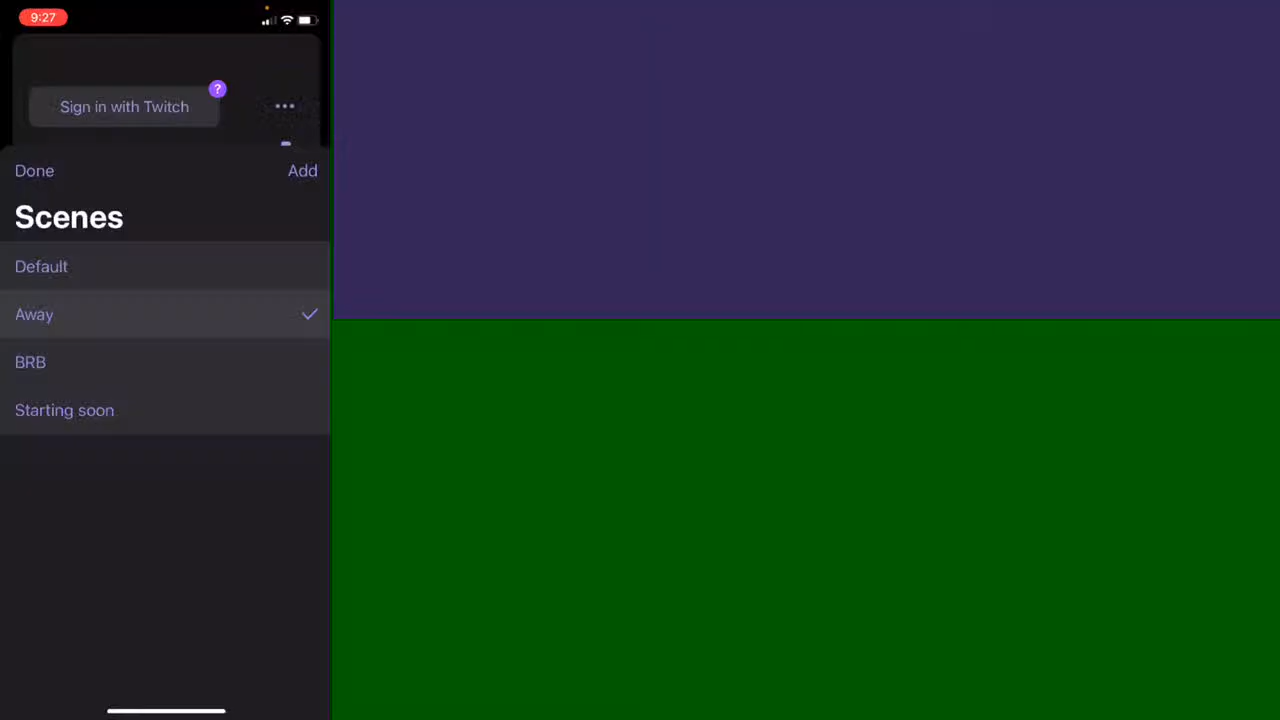 9:27
?
Sign in with Twitch
Done
Add
Scenes
Default
Away
BRB
Starting soon